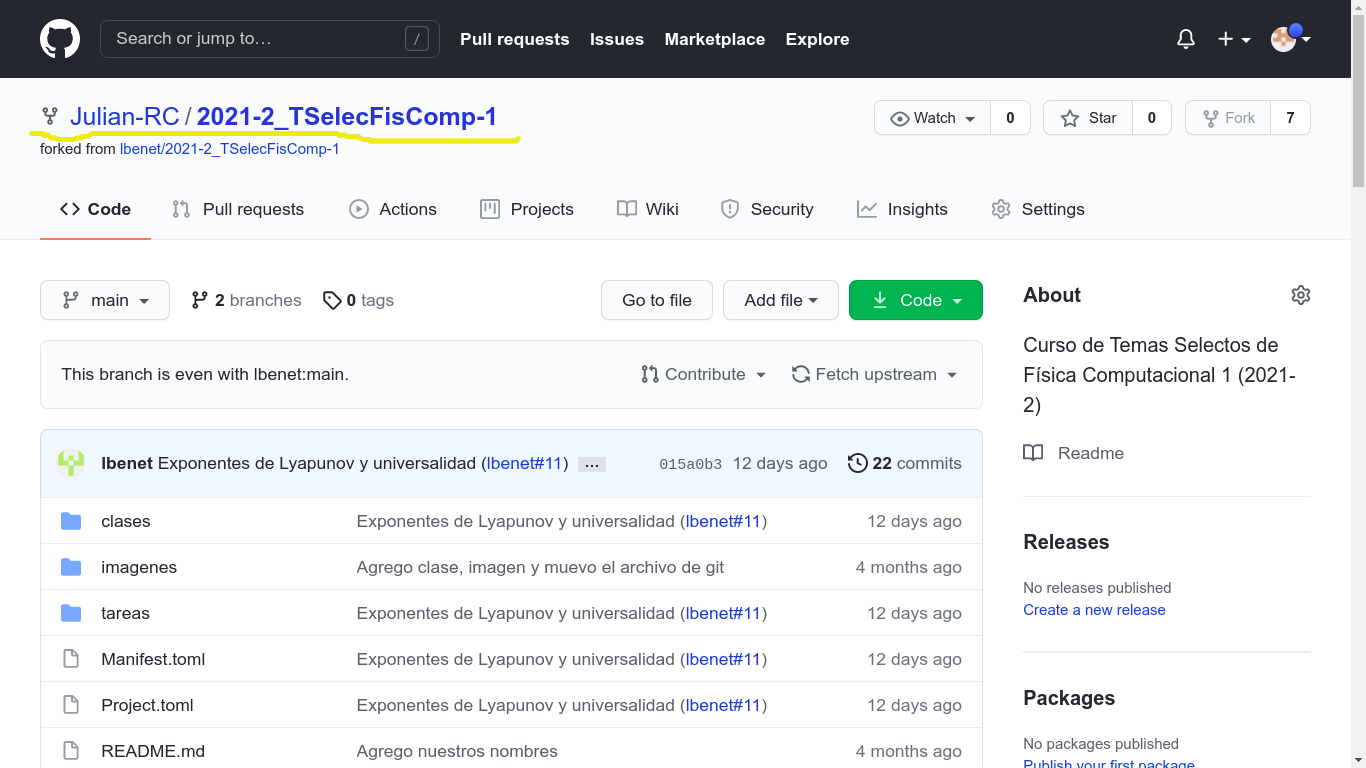 Search or jump to… /
Pull requests Issues Marketplace Explore
Julian-RC / 2021-2_TSelecFisComp-1
forked from lbenet/2021-2_TSelecFisComp-1
Watch 0 Star 0 Fork 7
Code Pull requests Actions Projects Wiki Security Insights Settings
main 2 branches 0 tags Go to file Add file Code
This branch is even with lbenet:main. Contribute Fetch upstream
lbenet Exponentes de Lyapunov y universalidad (lbenet#11) … 015a0b3 12 days ago 22 commits
clases Exponentes de Lyapunov y universalidad (lbenet#11) 12 days ago
imagenes Agrego clase, imagen y muevo el archivo de git 4 months ago
tareas Exponentes de Lyapunov y universalidad (lbenet#11) 12 days ago
Manifest.toml Exponentes de Lyapunov y universalidad (lbenet#11) 12 days ago
Project.toml Exponentes de Lyapunov y universalidad (lbenet#11) 12 days ago
README.md Agrego nuestros nombres 4 months ago
About
Curso de Temas Selectos de
Física Computacional 1 (2021-
2)
Readme
Releases
No releases published
Create a new release
Packages
No packages published
Publish your first package